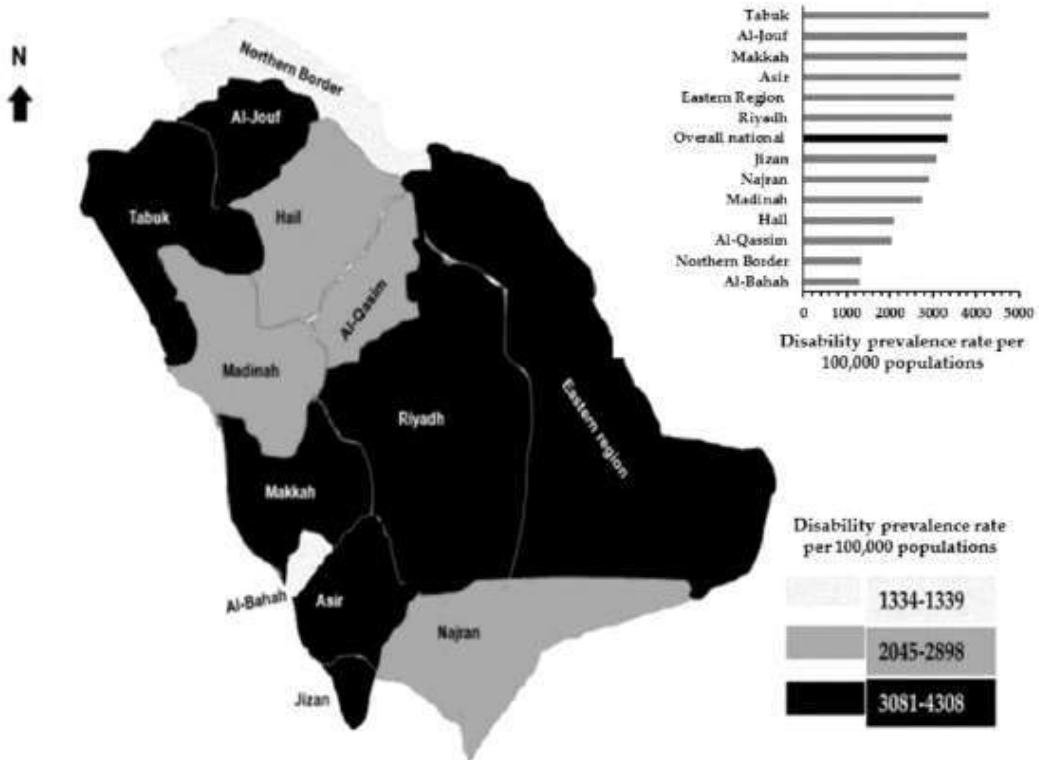 N
Northern Border
Al-Jouf
Tabuk
Hail
Al-Qasim
Madinah
Riyadh
Eastern region
Makkah
Al-Bahah
Asir
Najran
Jizan
Tabuk
Al-Jouf
Makkah
Asir
Eastern Region
Riyadh
Overall national
Jizan
Najran
Madinah
Hail
Al-Qassim
Northern Border
Al-Bahah
0 1000 2000 3000 4000 5000
Disability prevalence rate per
100,000 populations
Disability prevalence rate
per 100,000 populations
1334-1339
2045-2898
3081-4308